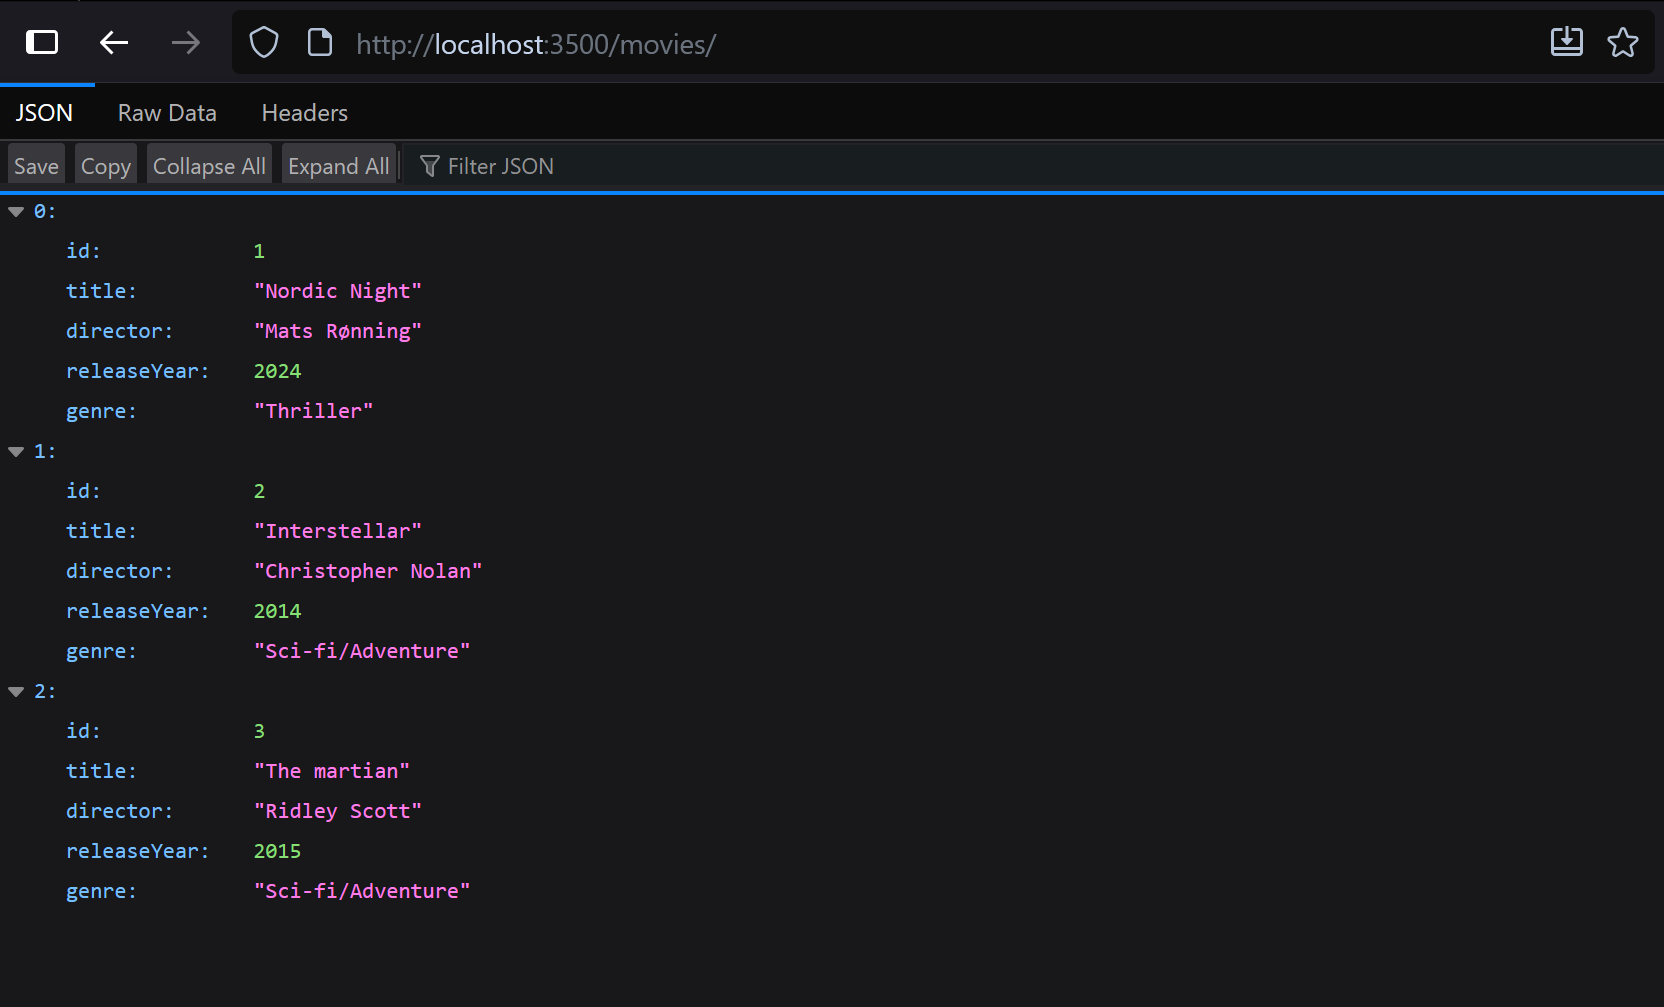 http://localhost:3500/movies/
JSON Raw Data Headers
Save Copy Collapse All Expand All Filter JSON
0:
id: 1
title: "Nordic Night"
director: "Mats Rønning"
releaseYear: 2024
genre: "Thriller"
1:
id: 2
title: "Interstellar"
director: "Christopher Nolan"
releaseYear: 2014
genre: "Sci-fi/Adventure"
2:
id: 3
title: "The martian"
director: "Ridley Scott"
releaseYear: 2015
genre: "Sci-fi/Adventure"